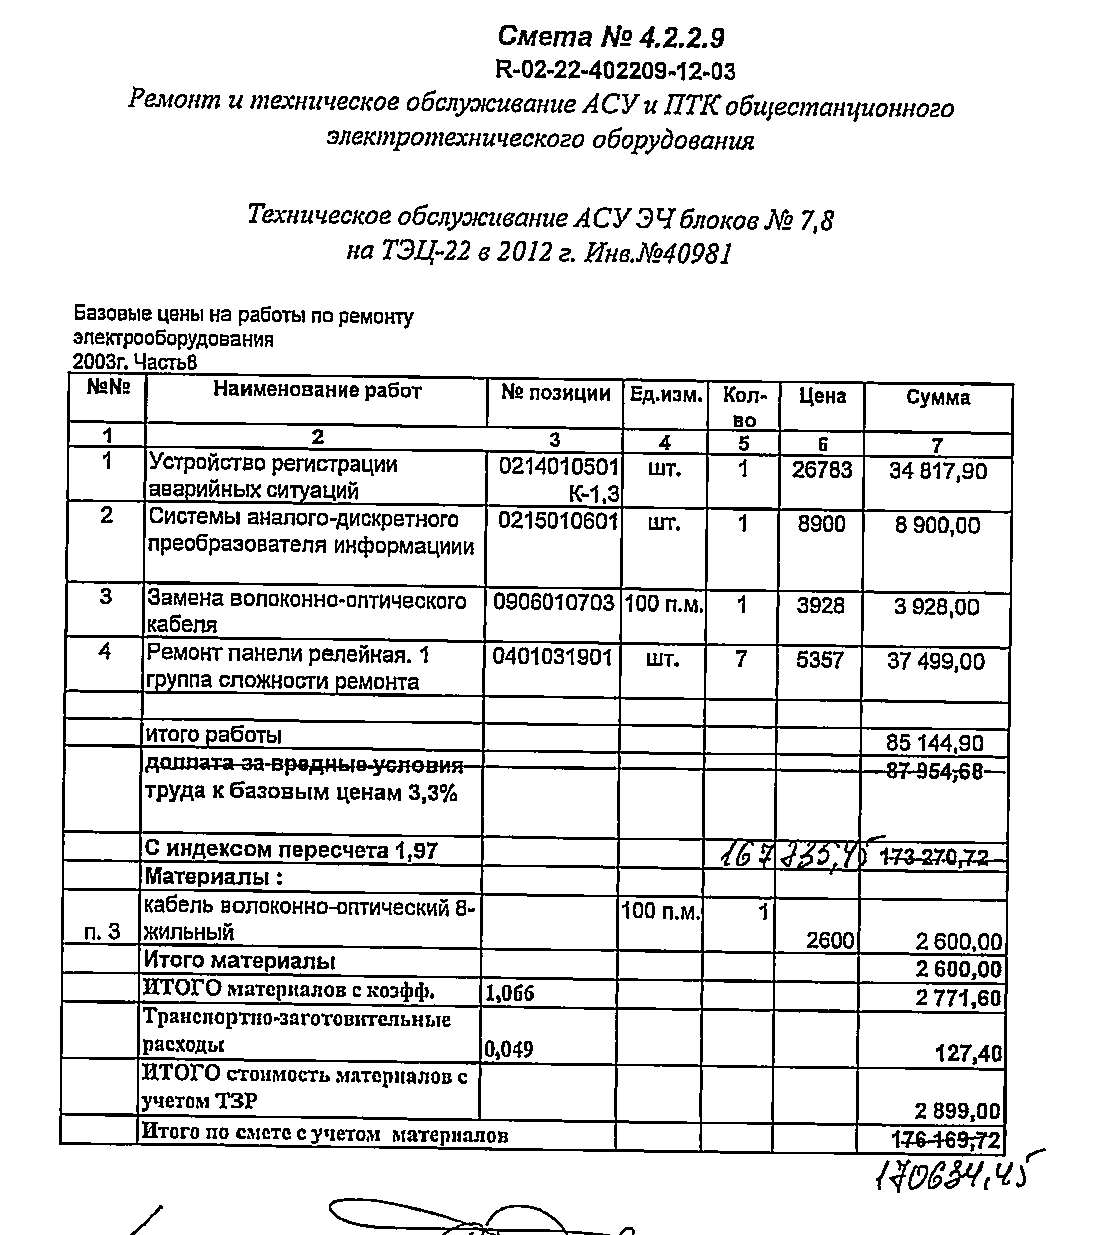 Смета № 4.2.2.9
R-02-22-402209-12-03
Ремонт и техническое обслуживание АСУ и ПТК общестанционного
электротехнического оборудования
Техническое обслуживание АСУ ЭЧ блоков № 7,8
на ТЭЦ-22 в 2012 г. Инв.№40981
Базовые цены на работы по ремонту
электрооборудования
2003г. Часть8
№№ Наименование работ № позиции Ед.изм. Кол-во Цена Сумма
1 2 3 4 5 6 7
1 Устройство регистрации 0214010501 шт. 1 26783 34 817,90
аварийных ситуаций К-1,3
2 Системы аналого-дискретного 0215010601 шт. 1 8900 8 900,00
преобразователя информациии
3 Замена волоконно-оптического 0906010703 100 п.м. 1 3928 3 928,00
кабеля
4 Ремонт панели релейная. 1 0401031901 шт. 7 5357 37 499,00
группа сложности ремонта
итого работы 85 144,90
доплата за вредные условия 87 954,68
труда к базовым ценам 3,3%
С индексом пересчета 1,97 167 735,45 173 270,72
Материалы :
кабель волоконно-оптический 8- 100 п.м. 1
п. 3 жильный 2600 2 600,00
Итого материалы 2 600,00
ИТОГО материалов с коэфф. 1,066 2 771,60
Транспортно-заготовительные
расходы 0,049 127,40
ИТОГО стоимость материалов с
учетом ТЗР 2 899,00
Итого по смете с учетом материалов 176 169,72
170634,45